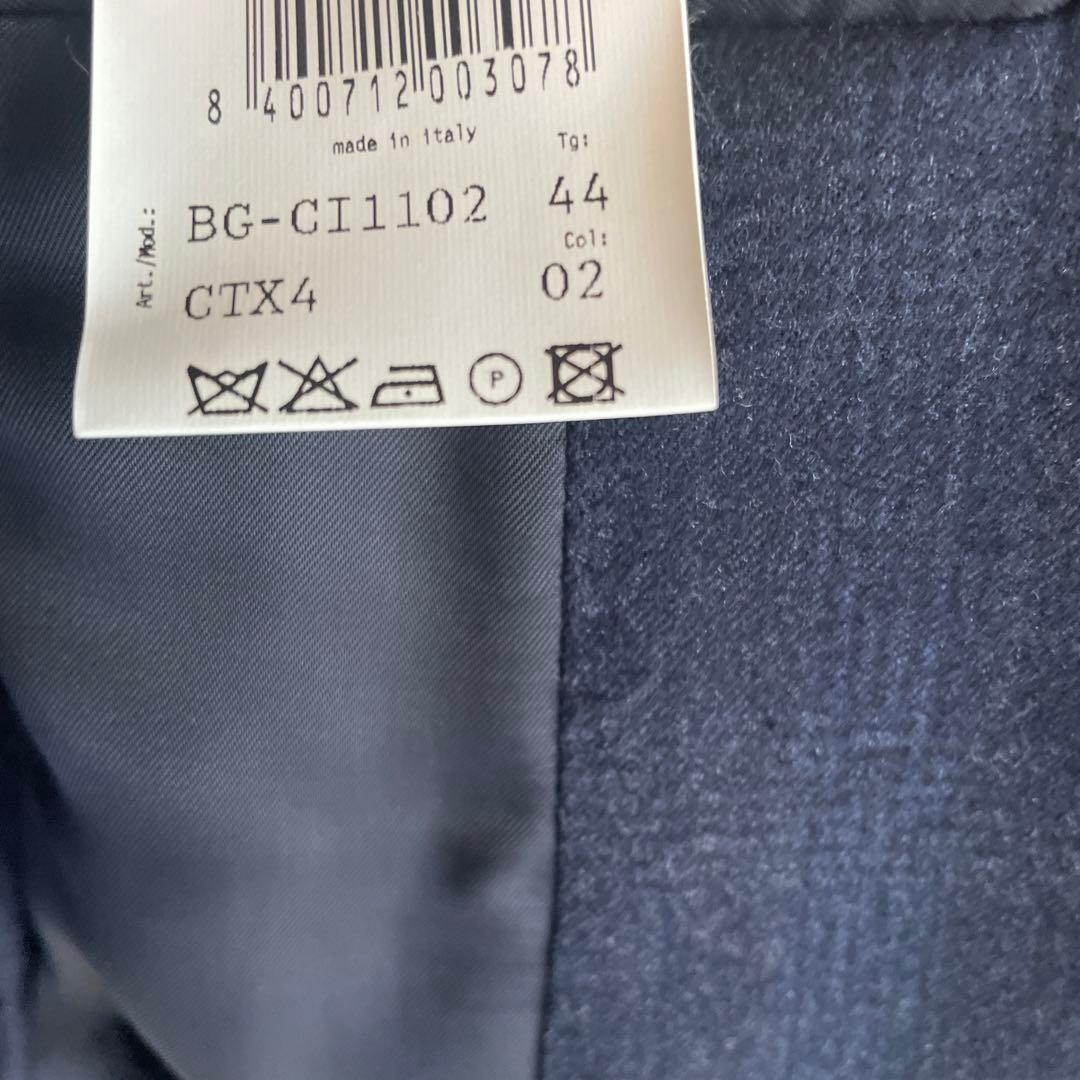 8 400712 003078
made in italy
Tg:
Art./Mod.:
BG-CI1102
44
Col:
CTX4
02
P